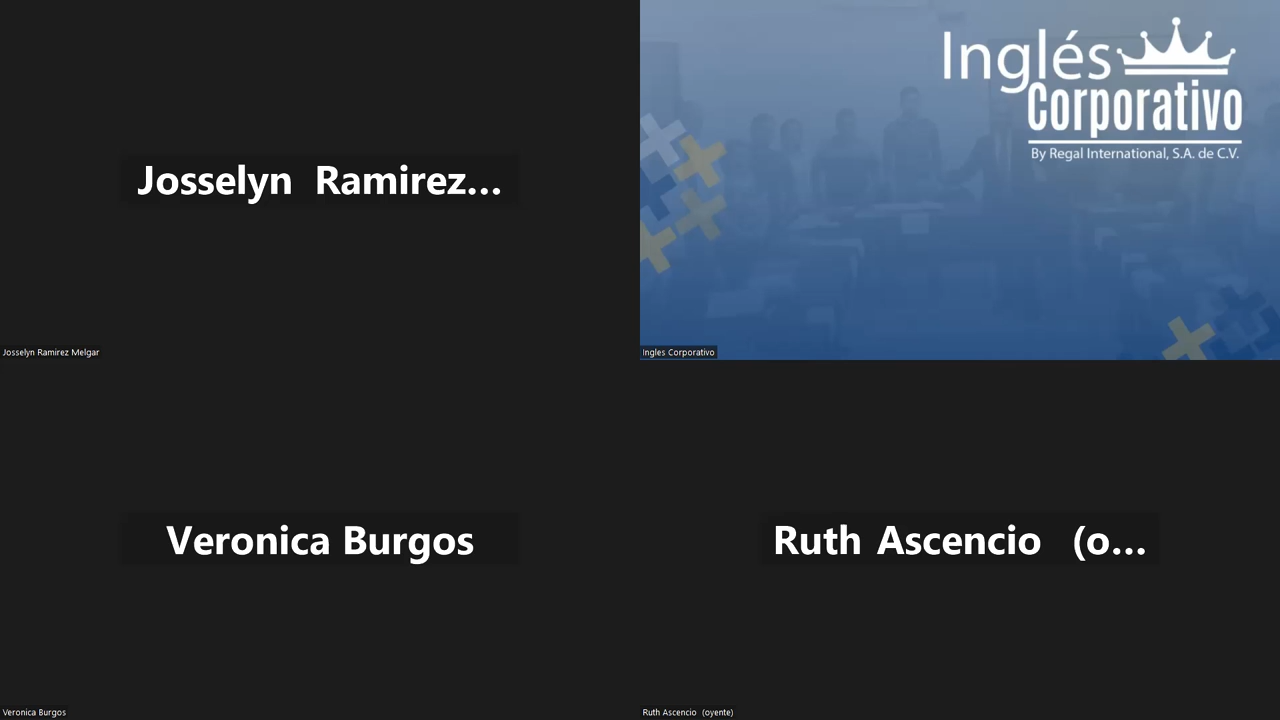 Josselyn Ramirez...
Josselyn Ramirez Melgar
Inglés
Corporativo
By Regal International, S.A. de C.V.
Ingles Corporativo
Veronica Burgos
Veronica Burgos
Ruth Ascencio (o...
Ruth Ascencio (oyente)